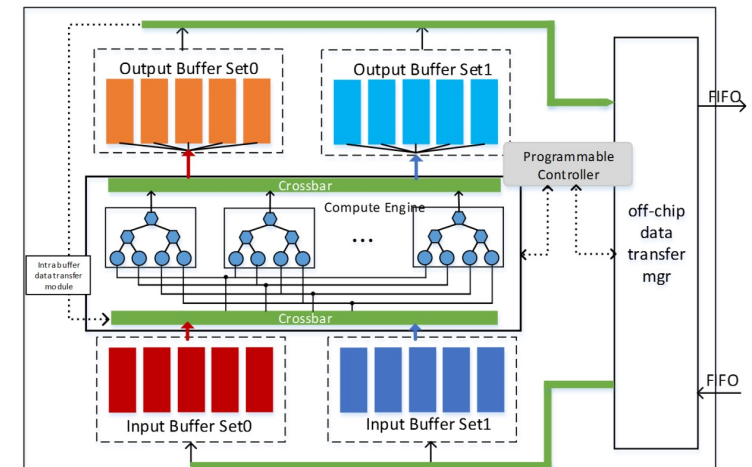 Output Buffer Set0
Output Buffer Set1
FIFO
Programmable
Controller
Crossbar
Compute Engine
...
off-chip
data
transfer
mgr
Intra buffer
data transfer
module
Crossbar
FIFO
Input Buffer Set0
Input Buffer Set1